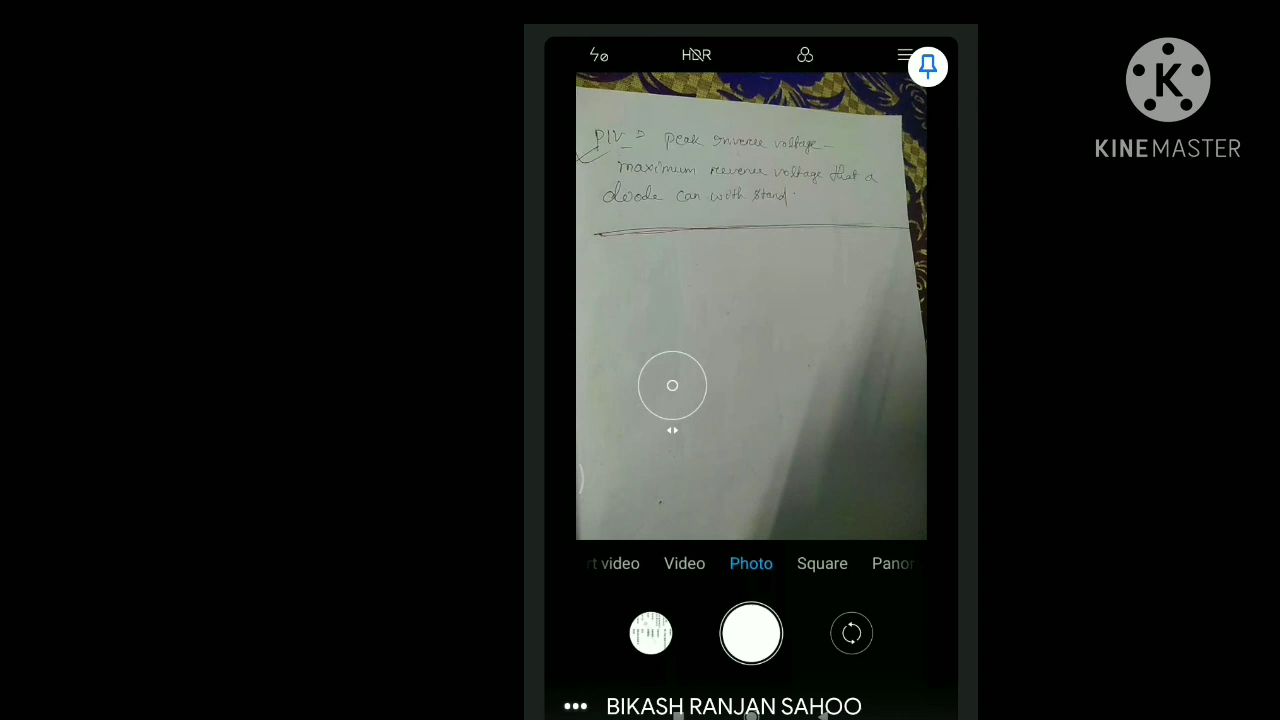 HDR
K
KINEMASTER
PIV ⇒ Peak Inverse voltage -
maximum reverse voltage that a
diode can with stand.
rt video Video Photo Square Panor
••• BIKASH RANJAN SAHOO